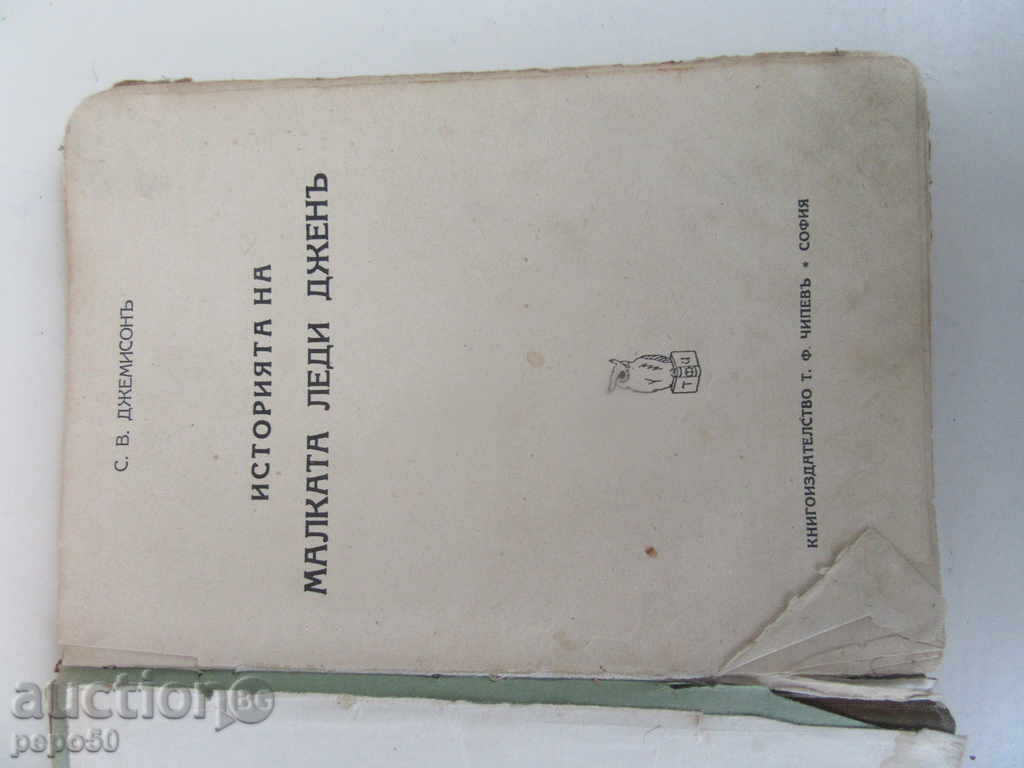 С. В. ДЖЕМИСОНЪ
ИСТОРИЯТА НА
МАЛКАТА ЛЕДИ ДЖЕНЪ
Т Ф Ч
КНИГОИЗДАТЕЛСТВО Т. Ф. ЧИПЕВЪ * СОФИЯ
auction BG
pepo50